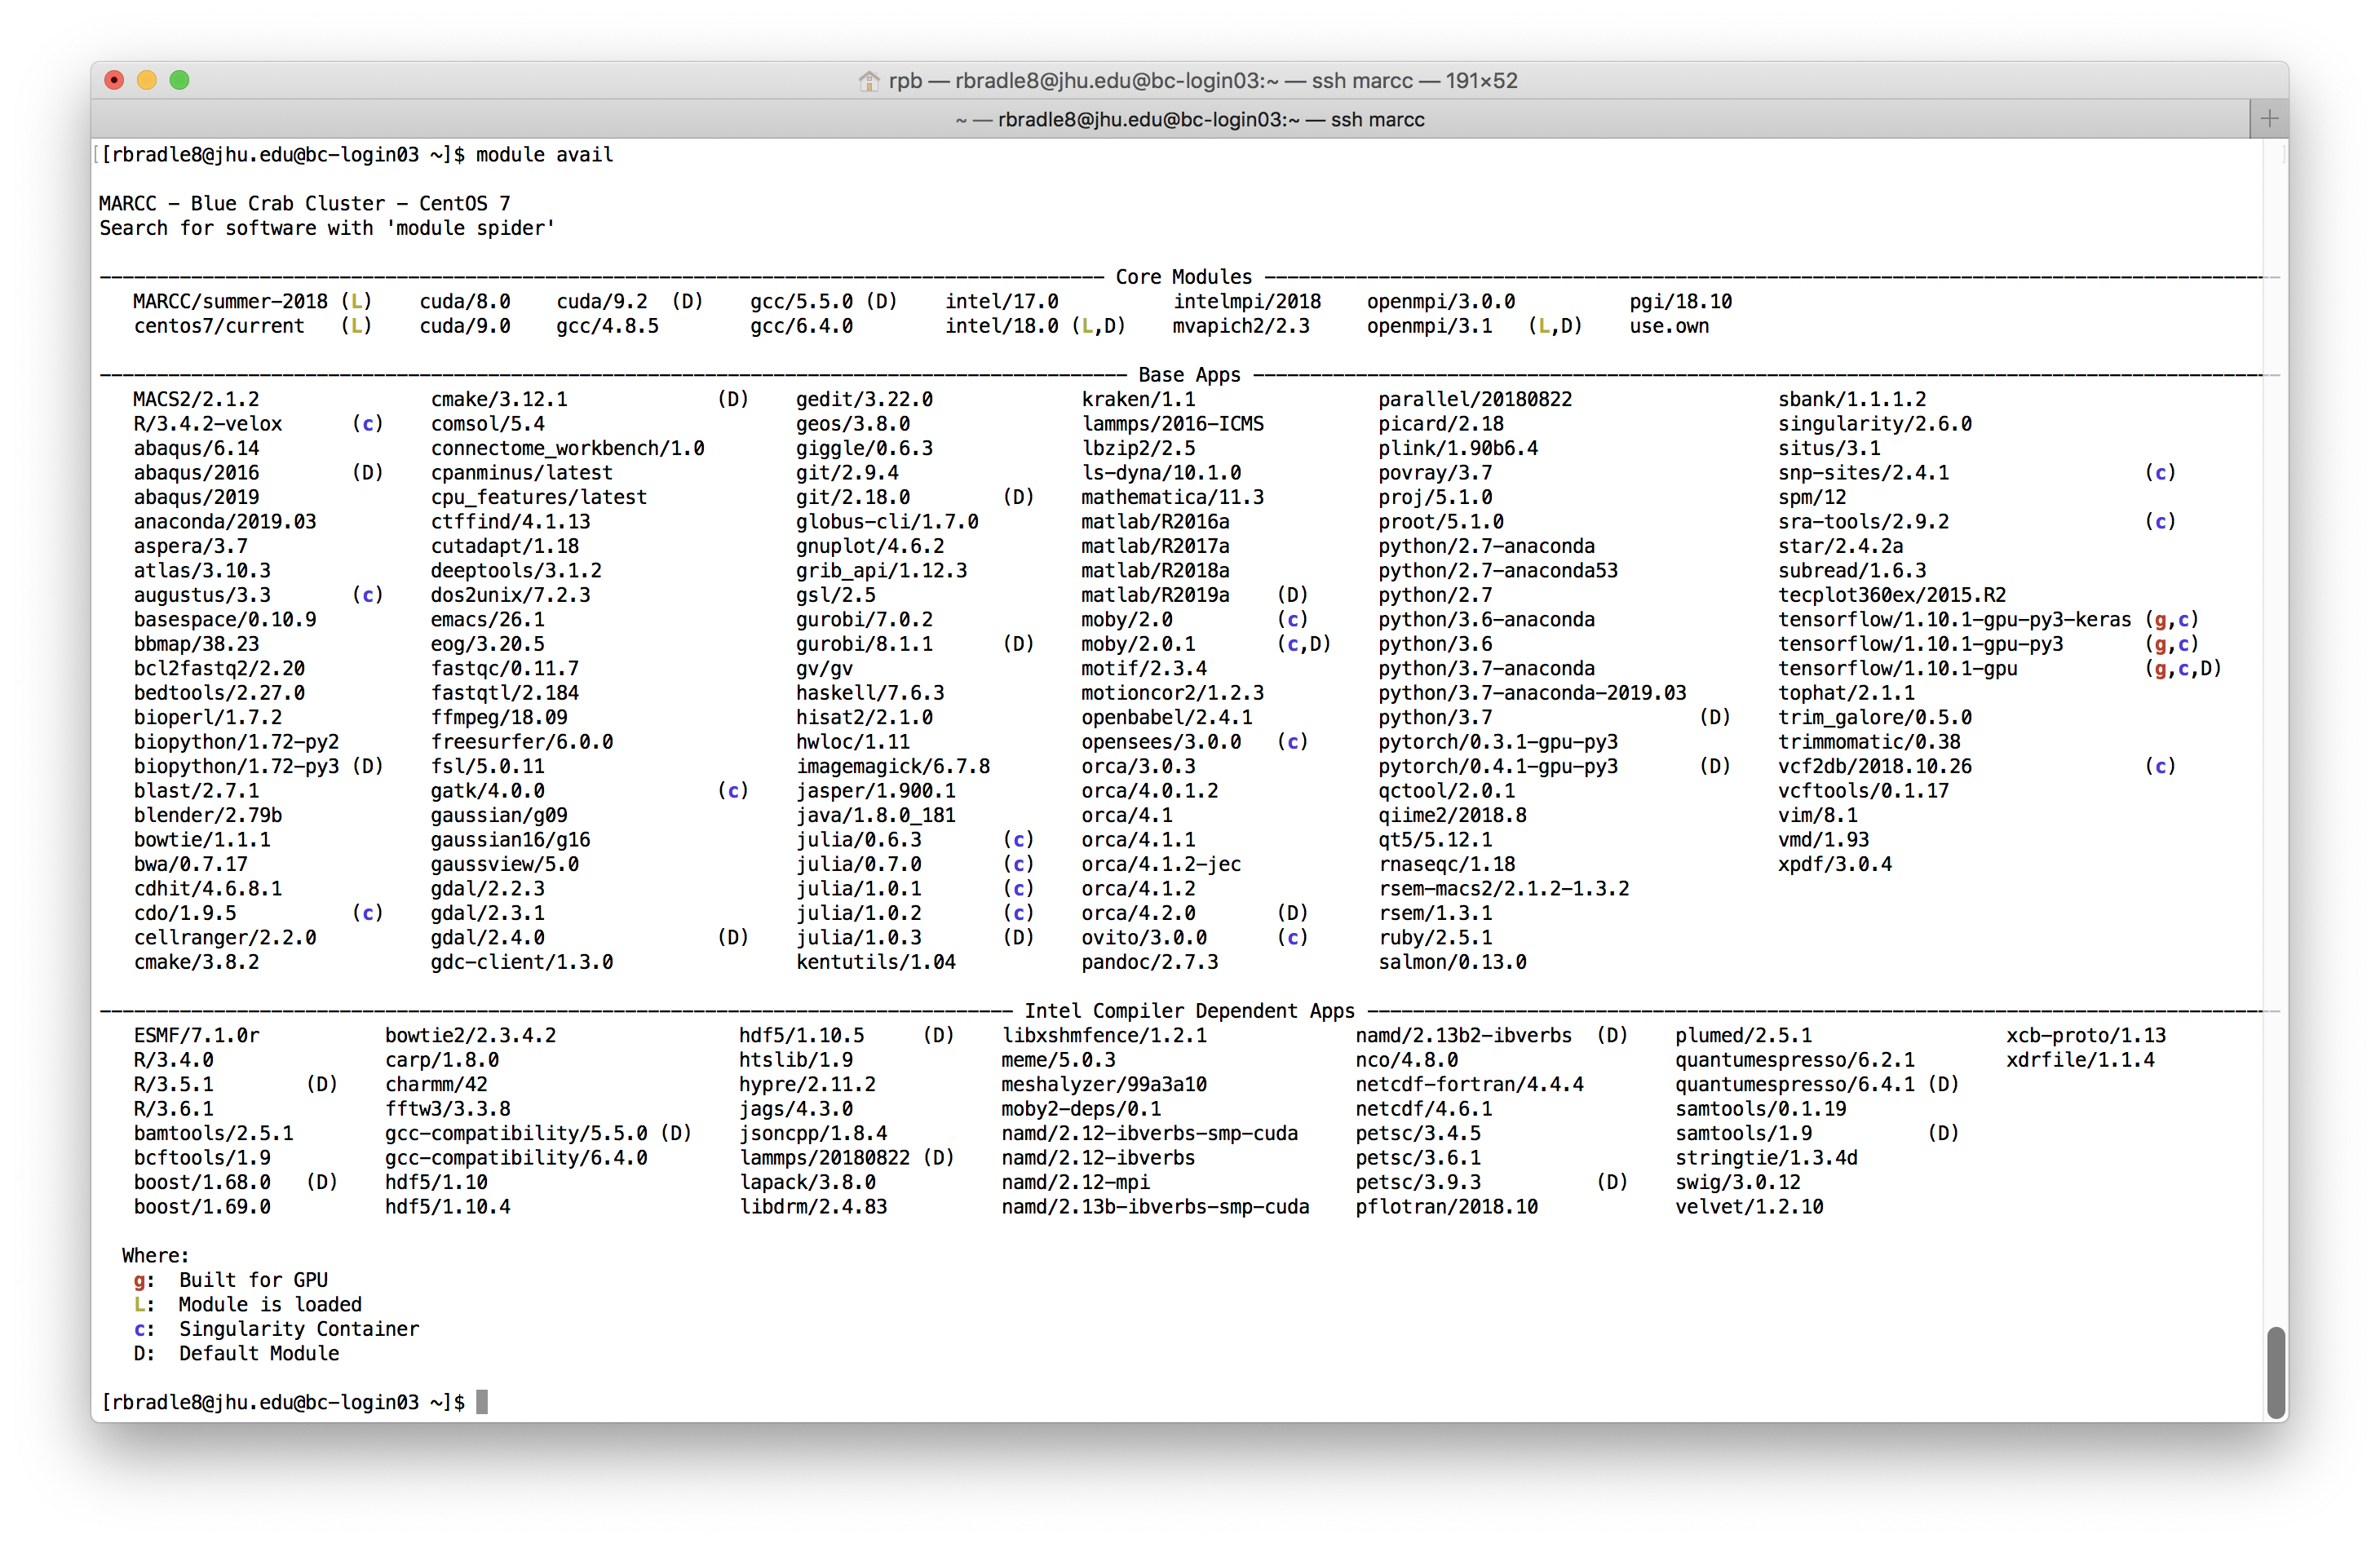 rpb — rbradle8@jhu.edu@bc-login03:~ — ssh marcc — 191×52
~ — rbradle8@jhu.edu@bc-login03:~ — ssh marcc
[[rbradle8@jhu.edu@bc-login03 ~]$ module avail
MARCC - Blue Crab Cluster - CentOS 7
Search for software with 'module spider'
Core Modules
MARCC/summer-2018 (L) cuda/8.0 cuda/9.2 (D) gcc/5.5.0 (D) intel/17.0 intelmpi/2018 openmpi/3.0.0 pgi/18.10
centos7/current (L) cuda/9.0 gcc/4.8.5 gcc/6.4.0 intel/18.0 (L,D) mvapich2/2.3 openmpi/3.1 (L,D) use.own
Base Apps
MACS2/2.1.2 cmake/3.12.1 (D) gedit/3.22.0 kraken/1.1 parallel/20180822 sbank/1.1.1.2
R/3.4.2-velox (c) comsol/5.4 geos/3.8.0 lammps/2016-ICMS picard/2.18 singularity/2.6.0
abaqus/6.14 connectome_workbench/1.0 giggle/0.6.3 lbzip2/2.5 plink/1.90b6.4 situs/3.1
abaqus/2016 (D) cpanminus/latest git/2.9.4 ls-dyna/10.1.0 povray/3.7 snp-sites/2.4.1 (c)
abaqus/2019 cpu_features/latest git/2.18.0 (D) mathematica/11.3 proj/5.1.0 spm/12
anaconda/2019.03 ctffind/4.1.13 globus-cli/1.7.0 matlab/R2016a proot/5.1.0 sra-tools/2.9.2 (c)
aspera/3.7 cutadapt/1.18 gnuplot/4.6.2 matlab/R2017a python/2.7-anaconda star/2.4.2a
atlas/3.10.3 deeptools/3.1.2 grib_api/1.12.3 matlab/R2018a python/2.7-anaconda53 subread/1.6.3
augustus/3.3 (c) dos2unix/7.2.3 gsl/2.5 matlab/R2019a (D) python/2.7 tecplot360ex/2015.R2
basespace/0.10.9 emacs/26.1 gurobi/7.0.2 moby/2.0 (c) python/3.6-anaconda tensorflow/1.10.1-gpu-py3-keras (g,c)
bbmap/38.23 eog/3.20.5 gurobi/8.1.1 (D) moby/2.0.1 (c,D) python/3.6 tensorflow/1.10.1-gpu-py3 (g,c)
bcl2fastq2/2.20 fastqc/0.11.7 gv/gv motif/2.3.4 python/3.7-anaconda tensorflow/1.10.1-gpu (g,c,D)
bedtools/2.27.0 fastqtl/2.184 haskell/7.6.3 motioncor2/1.2.3 python/3.7-anaconda-2019.03 tophat/2.1.1
bioperl/1.7.2 ffmpeg/18.09 hisat2/2.1.0 openbabel/2.4.1 python/3.7 (D) trim_galore/0.5.0
biopython/1.72-py2 freesurfer/6.0.0 hwloc/1.11 opensees/3.0.0 (c) pytorch/0.3.1-gpu-py3 trimmomatic/0.38
biopython/1.72-py3 (D) fsl/5.0.11 imagemagick/6.7.8 orca/3.0.3 pytorch/0.4.1-gpu-py3 (D) vcf2db/2018.10.26 (c)
blast/2.7.1 gatk/4.0.0 (c) jasper/1.900.1 orca/4.0.1.2 qctool/2.0.1 vcftools/0.1.17
blender/2.79b gaussian/g09 java/1.8.0_181 orca/4.1 qiime2/2018.8 vim/8.1
bowtie/1.1.1 gaussian16/g16 julia/0.6.3 (c) orca/4.1.1 qt5/5.12.1 vmd/1.93
bwa/0.7.17 gaussview/5.0 julia/0.7.0 (c) orca/4.1.2-jec rnaseqc/1.18 xpdf/3.0.4
cdhit/4.6.8.1 gdal/2.2.3 julia/1.0.1 (c) orca/4.1.2 rsem-macs2/2.1.2-1.3.2
cdo/1.9.5 (c) gdal/2.3.1 julia/1.0.2 (c) orca/4.2.0 (D) rsem/1.3.1
cellranger/2.2.0 gdal/2.4.0 (D) julia/1.0.3 (D) ovito/3.0.0 (c) ruby/2.5.1
cmake/3.8.2 gdc-client/1.3.0 kentutils/1.04 pandoc/2.7.3 salmon/0.13.0
Intel Compiler Dependent Apps
ESMF/7.1.0r bowtie2/2.3.4.2 hdf5/1.10.5 (D) libxshmfence/1.2.1 namd/2.13b2-ibverbs (D) plumed/2.5.1 xcb-proto/1.13
R/3.4.0 carp/1.8.0 htslib/1.9 meme/5.0.3 nco/4.8.0 quantumespresso/6.2.1 xdrfile/1.1.4
R/3.5.1 (D) charmm/42 hypre/2.11.2 meshalyzer/99a3a10 netcdf-fortran/4.4.4 quantumespresso/6.4.1 (D)
R/3.6.1 fftw3/3.3.8 jags/4.3.0 moby2-deps/0.1 netcdf/4.6.1 samtools/0.1.19
bamtools/2.5.1 gcc-compatibility/5.5.0 (D) jsoncpp/1.8.4 namd/2.12-ibverbs-smp-cuda petsc/3.4.5 samtools/1.9 (D)
bcftools/1.9 gcc-compatibility/6.4.0 lammps/20180822 (D) namd/2.12-ibverbs petsc/3.6.1 stringtie/1.3.4d
boost/1.68.0 (D) hdf5/1.10 lapack/3.8.0 namd/2.12-mpi petsc/3.9.3 (D) swig/3.0.12
boost/1.69.0 hdf5/1.10.4 libdrm/2.4.83 namd/2.13b-ibverbs-smp-cuda pflotran/2018.10 velvet/1.2.10
Where:
g: Built for GPU
L: Module is loaded
c: Singularity Container
D: Default Module
[rbradle8@jhu.edu@bc-login03 ~]$